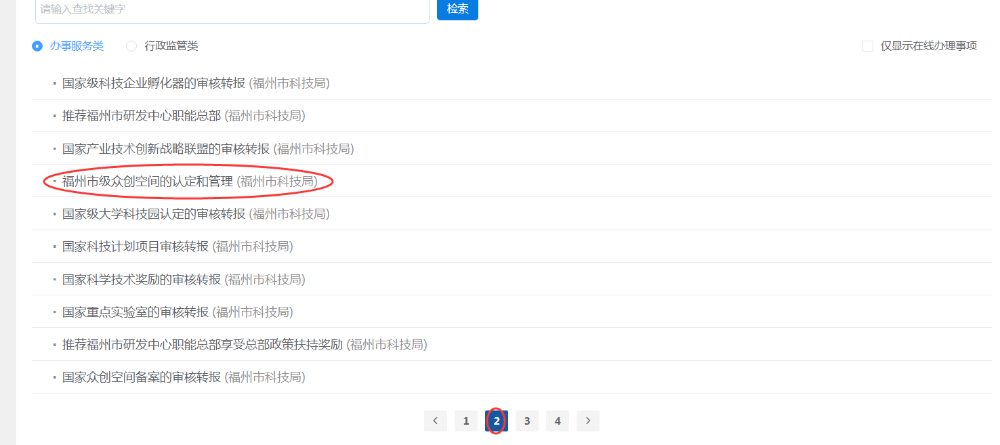 请输入查找关键字 检索
办事服务类 行政监管类 仅显示在线办理事项
· 国家级科技企业孵化器的审核转报 (福州市科技局)
· 推荐福州市研发中心职能总部 (福州市科技局)
· 国家产业技术创新战略联盟的审核转报 (福州市科技局)
· 福州市级众创空间的认定和管理 (福州市科技局)
· 国家级大学科技园认定的审核转报 (福州市科技局)
· 国家科技计划项目审核转报 (福州市科技局)
· 国家科学技术奖励的审核转报 (福州市科技局)
· 国家重点实验室的审核转报 (福州市科技局)
· 推荐福州市研发中心职能总部享受总部政策扶持奖励 (福州市科技局)
· 国家众创空间备案的审核转报 (福州市科技局)
< 1 2 3 4 >